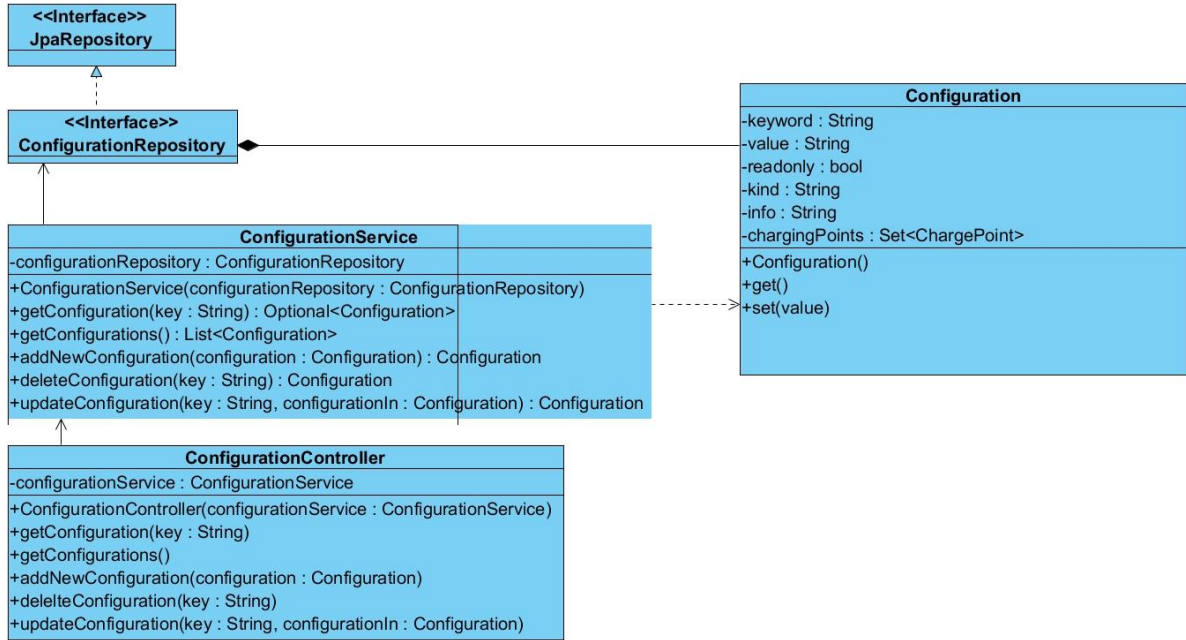 <<Interface>>
JpaRepository
<<Interface>>
ConfigurationRepository
Configuration
-keyword : String
-value : String
-readonly : bool
-kind : String
-info : String
-chargingPoints : Set<ChargePoint>
+Configuration()
+get()
+set(value)
ConfigurationService
-configurationRepository : ConfigurationRepository
+ConfigurationService(configurationRepository : ConfigurationRepository)
+getConfiguration(key : String) : Optional<Configuration>
+getConfigurations() : List<Configuration>
+addNewConfiguration(configuration : Configuration) : Configuration
+deleteConfiguration(key : String) : Configuration
+updateConfiguration(key : String, configurationIn : Configuration) : Configuration
ConfigurationController
-configurationService : ConfigurationService
+ConfigurationController(configurationService : ConfigurationService)
+getConfiguration(key : String)
+getConfigurations()
+addNewConfiguration(configuration : Configuration)
+delelteConfiguration(key : String)
+updateConfiguration(key : String, configurationIn : Configuration)